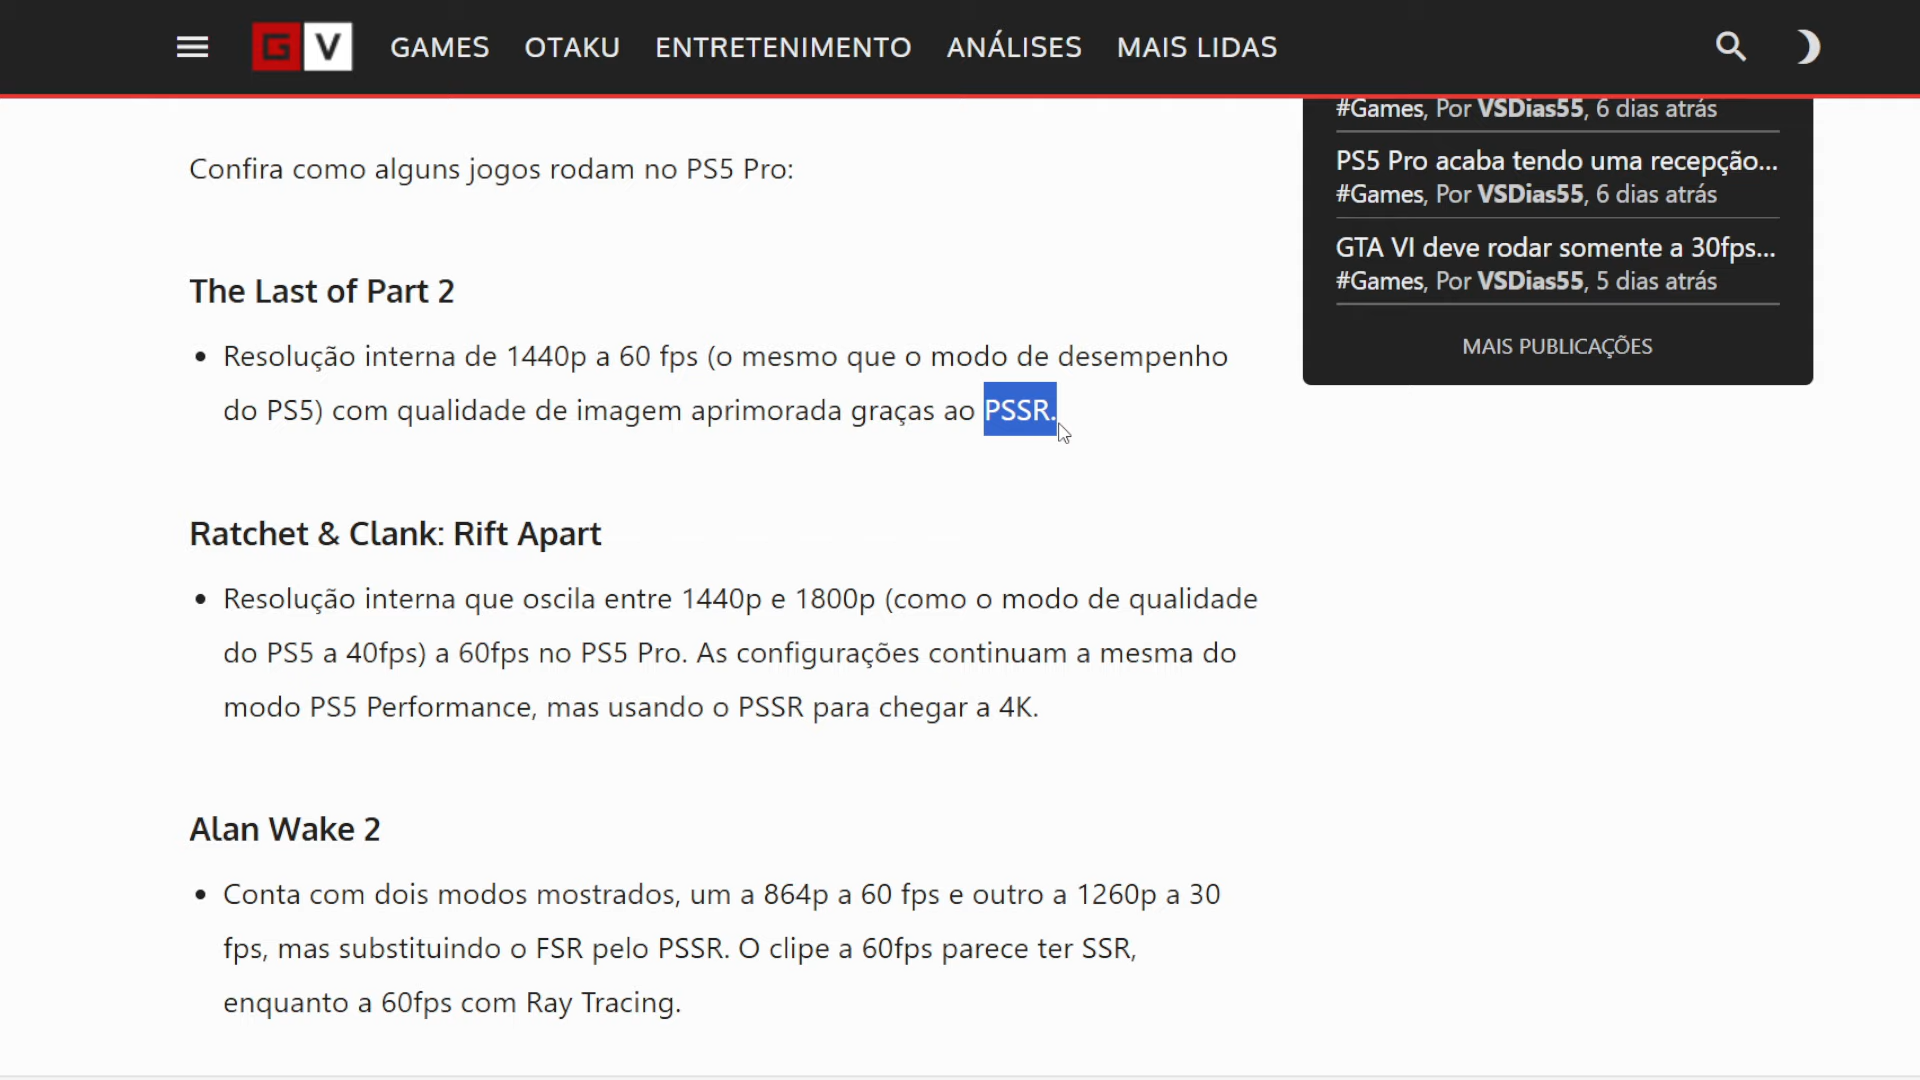 G V GAMES OTAKU ENTRETENIMENTO ANÁLISES MAIS LIDAS
Confira como alguns jogos rodam no PS5 Pro:
The Last of Part 2
• Resolução interna de 1440p a 60 fps (o mesmo que o modo de desempenho
do PS5) com qualidade de imagem aprimorada graças ao PSSR.
Ratchet & Clank: Rift Apart
• Resolução interna que oscila entre 1440p e 1800p (como o modo de qualidade
do PS5 a 40fps) a 60fps no PS5 Pro. As configurações continuam a mesma do
modo PS5 Performance, mas usando o PSSR para chegar a 4K.
Alan Wake 2
• Conta com dois modos mostrados, um a 864p a 60 fps e outro a 1260p a 30
fps, mas substituindo o FSR pelo PSSR. O clipe a 60fps parece ter SSR,
enquanto a 60fps com Ray Tracing.
#Games, Por VSDias55, 6 dias atrás
PS5 Pro acaba tendo uma recepção...
#Games, Por VSDias55, 6 dias atrás
GTA VI deve rodar somente a 30fps...
#Games, Por VSDias55, 5 dias atrás
MAIS PUBLICAÇÕES